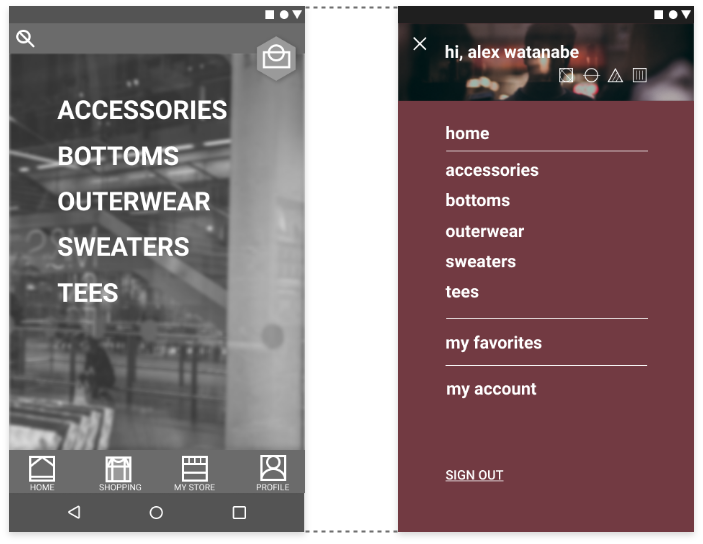 ACCESSORIES
BOTTOMS
OUTERWEAR
SWEATERS
TEES
HOME
SHOPPING
MY STORE
PROFILE
hi, alex watanabe
home
accessories
bottoms
outerwear
sweaters
tees
my favorites
my account
SIGN OUT